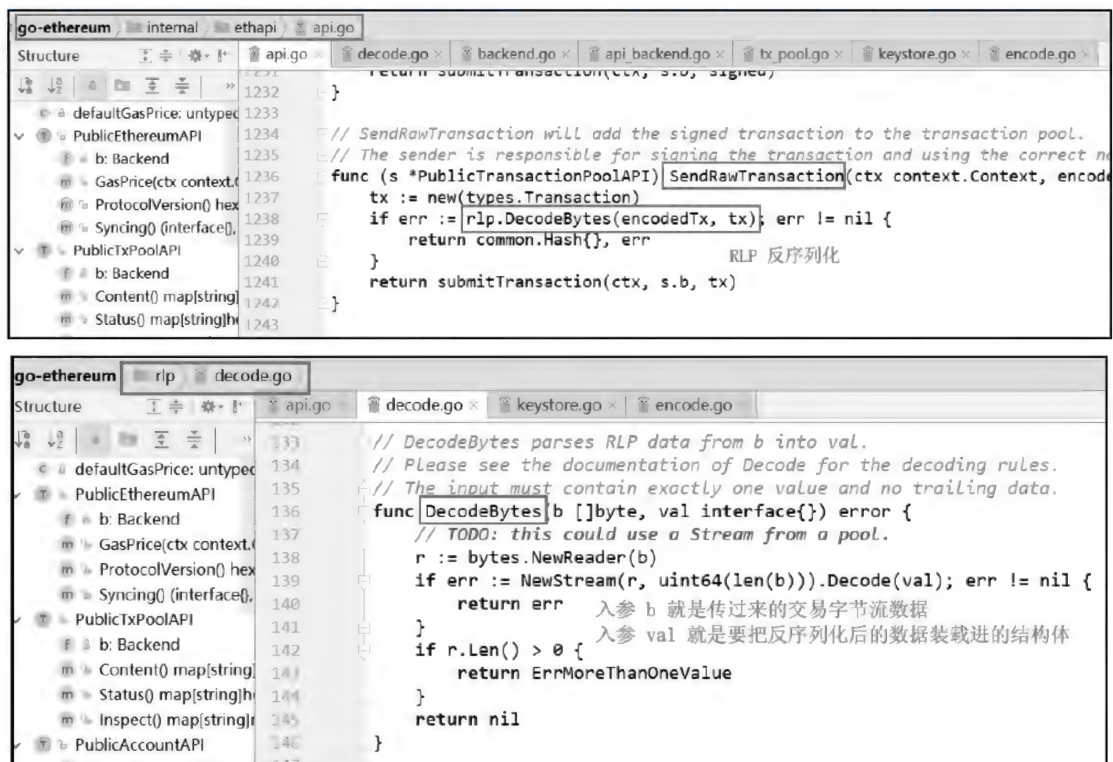 go-ethereum internal ethapi api.go
Structure
api.go decode.go backend.go api_backend.go tx_pool.go keystore.go encode.go
defaultGasPrice: untyped
PublicEthereumAPI
b: Backend
GasPrice(ctx context.
ProtocolVersion() hex
Syncing() (interface{},
PublicTxPoolAPI
b: Backend
Content() map[string]
Status() map[string]h
1231 return submitTransaction(ctx, s.b, signed)
1232 }
1233
1234 // SendRawTransaction will add the signed transaction to the transaction pool.
1235 // The sender is responsible for signing the transaction and using the correct no
1236 func (s *PublicTransactionPoolAPI) SendRawTransaction(ctx context.Context, encode
1237 tx := new(types.Transaction)
1238 if err := rlp.DecodeBytes(encodedTx, tx); err != nil {
1239 return common.Hash{}, err
RLP 反序列化
1240 }
1241 return submitTransaction(ctx, s.b, tx)
1242 }
1243
go-ethereum rlp decode.go
Structure
api.go decode.go keystore.go encode.go
defaultGasPrice: untyped
PublicEthereumAPI
b: Backend
GasPrice(ctx context.
ProtocolVersion() hex
Syncing() (interface{},
PublicTxPoolAPI
b: Backend
Content() map[string]
Status() map[string]h
Inspect() map[string]
PublicAccountAPI
133 // DecodeBytes parses RLP data from b into val.
134 // Please see the documentation of Decode for the decoding rules.
135 // The input must contain exactly one value and no trailing data.
136 func DecodeBytes(b []byte, val interface{}) error {
137 // TODO: this could use a Stream from a pool.
138 r := bytes.NewReader(b)
139 if err := NewStream(r, uint64(len(b))).Decode(val); err != nil {
140 return err
入参 b 就是传过来的交易字节流数据
141 }
入参 val 就是要把反序列化后的数据装载进的结构体
142 if r.Len() > 0 {
143 return ErrMoreThanOneValue
144 }
145 return nil
146 }